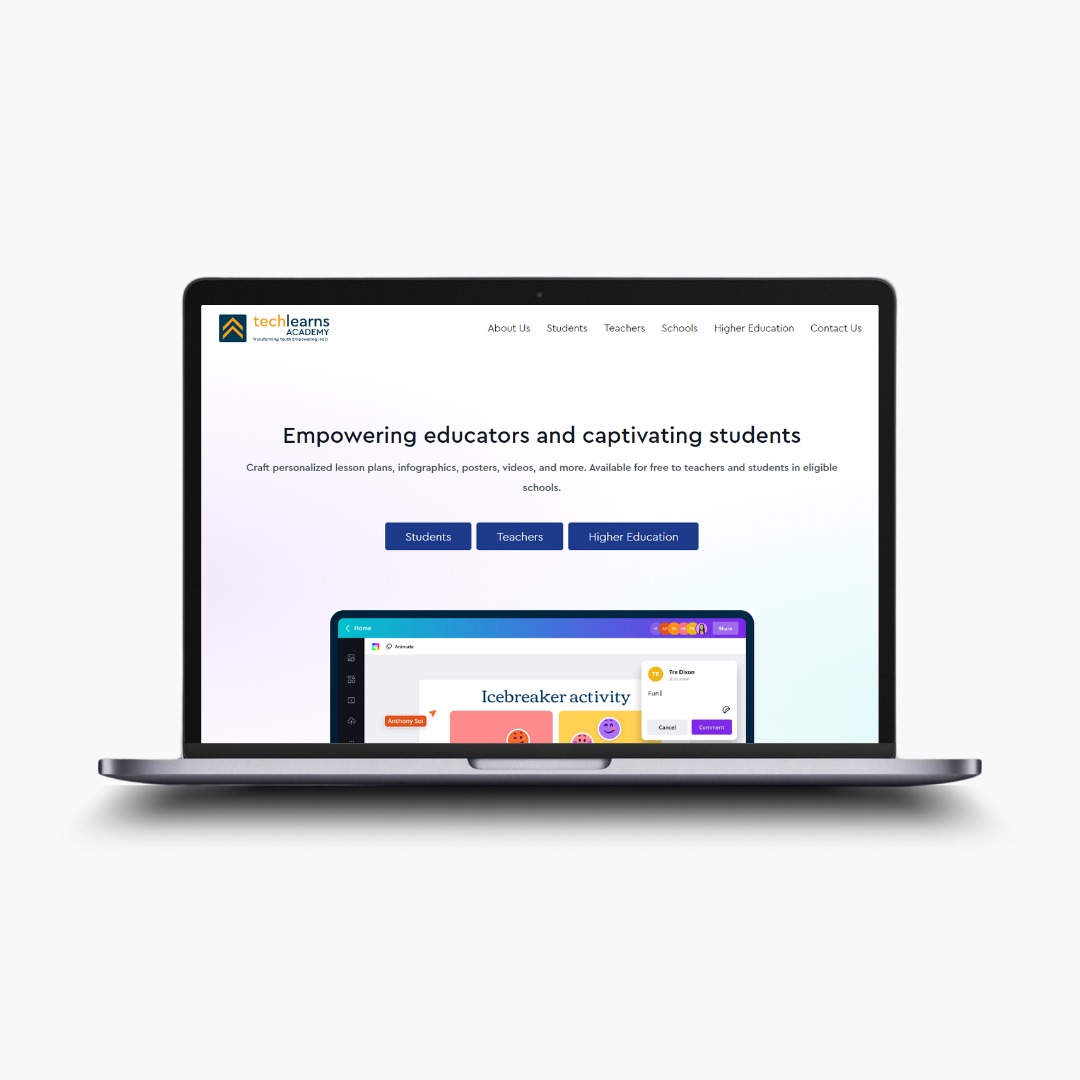 techlearns
ACADEMY
Transforming Youth Empowering
About Us Students Teachers Schools Higher Education Contact Us
Empowering educators and captivating students
Craft personalized lesson plans, infographics, posters, videos, and more. Available for free to teachers and students in eligible
schools.
Students Teachers Higher Education
Home
Share
Animate
Tre Dixon
Just now
Fun
Icebreaker activity
Anthony Soi
Cancel Comment